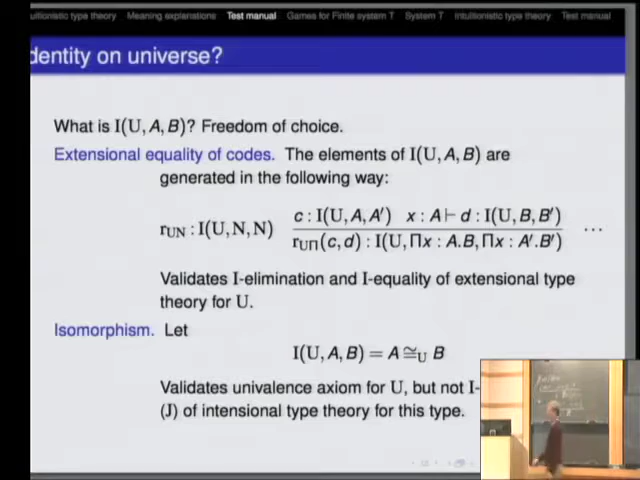 uitionistic type theory Meaning explanations Test manual Games for Finite system T System T Intuitionistic type theory Test manual
dentity on universe?
What is I(U, A, B)? Freedom of choice.
Extensional equality of codes. The elements of I(U, A, B) are
generated in the following way:
c : I(U, A, A′) x : A ⊢ d : I(U, B, B′)
r_UN : I(U, N, N) ...
r_UΠ(c, d) : I(U, Πx : A.B, Πx : A′.B′)
Validates I-elimination and I-equality of extensional type
theory for U.
Isomorphism. Let
I(U, A, B) = A ≅_U B
Validates univalence axiom for U, but not I-
(J) of intensional type theory for this type.